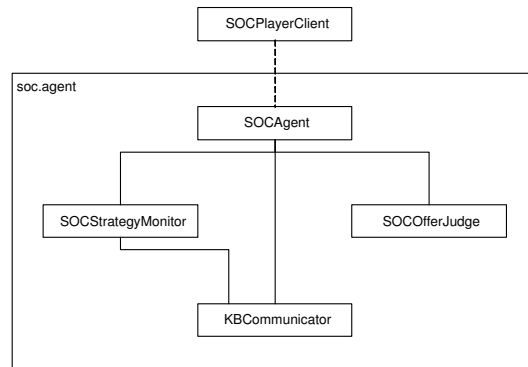 SOCPlayerClient
soc.agent
SOCAgent
SOCStrategyMonitor
SOCOfferJudge
KBCommunicator